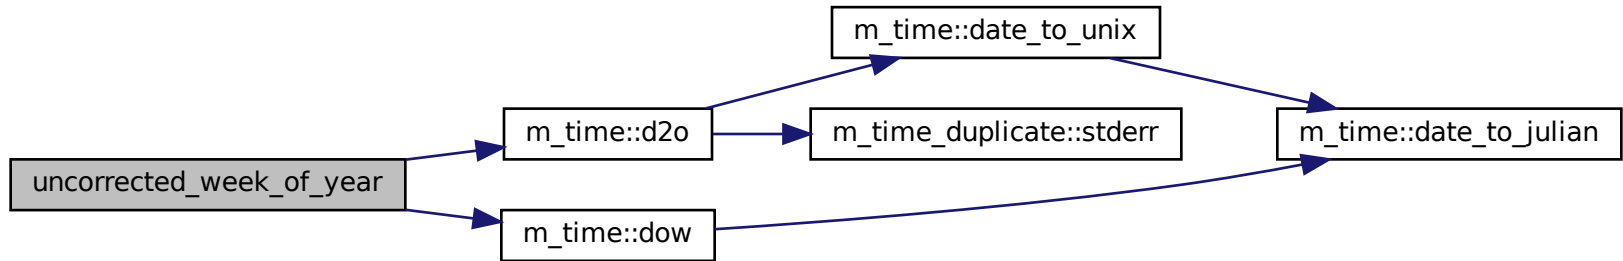 m_time::date_to_unix
m_time::d2o
m_time_duplicate::stderr
m_time::date_to_julian
uncorrected_week_of_year
m_time::dow